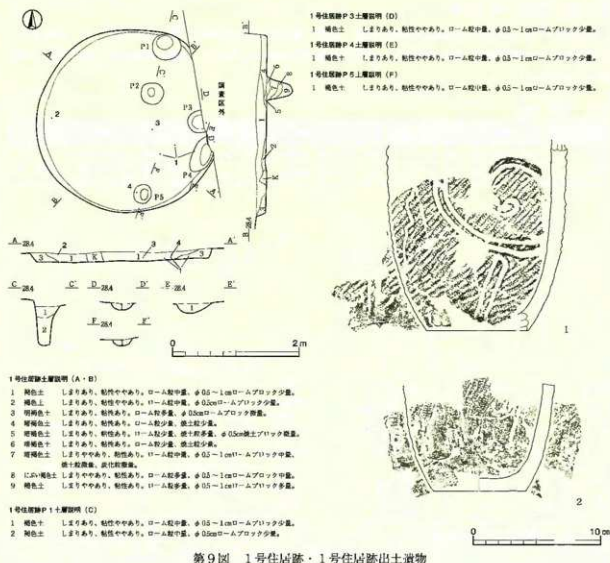 1号住居跡P3土層説明(D)
1 褐色土 しまりあり、粘性ややあり。ローム粒中量、φ0.5~1cmロームブロック少量。
1号住居跡P4土層説明(E)
1 褐色土 しまりあり、粘性ややあり。ローム粒中量、φ0.5~1cmロームブロック少量。
1号住居跡P5土層説明(F)
1 褐色土 しまりあり、粘性ややあり。ローム粒中量、φ0.5~1cmロームブロック少量。
P1
P2
P3
P4
P5
調査区外
A 28.4 A'
C 28.4 C' D 28.4 D' E 28.4 E'
F 28.4 F'
B 28.4 B'
0 2m
1
2
0 10cm
1号住居跡土層説明(A・B)
1 褐色土 しまりあり、粘性ややあり。ローム粒中量、φ0.5~1cmロームブロック少量。
2 褐色土 しまりあり、粘性ややあり。ローム粒中量、φ0.5cmロームブロック少量。
3 明褐色土 しまりあり、粘性あり。ローム粒多量、φ0.5cmロームブロック微量。
4 暗褐色土 しまりあり、粘性あり。ローム粒少量、焼土粒少量。
5 暗褐色土 しまりあり、粘性あり。ローム粒少量、焼土粒多量、φ0.5cm焼土ブロック微量。
6 暗褐色土 しまりあり、粘性あり。ローム粒少量、焼土粒少量。
7 暗褐色土 しまりややあり、粘性あり。ローム粒中量、φ0.5~1cmロームブロック中量、
焼土粒微量、炭化粒微量。
8 にぶい褐色土 しまりややあり、粘性あり。ローム粒多量、φ0.5~1cmロームブロック中量。
9 褐色土 しまりややあり、粘性あり。ローム粒多量、φ0.5~1cmロームブロック多量。
1号住居跡P1土層説明(C)
1 褐色土 しまりあり、粘性ややあり。ローム粒中量、φ0.5~1cmロームブロック少量。
2 褐色土 しまりあり、粘性ややあり。ローム粒中量、φ0.5cmロームブロック少量。
第9図 1号住居跡・1号住居跡出土遺物